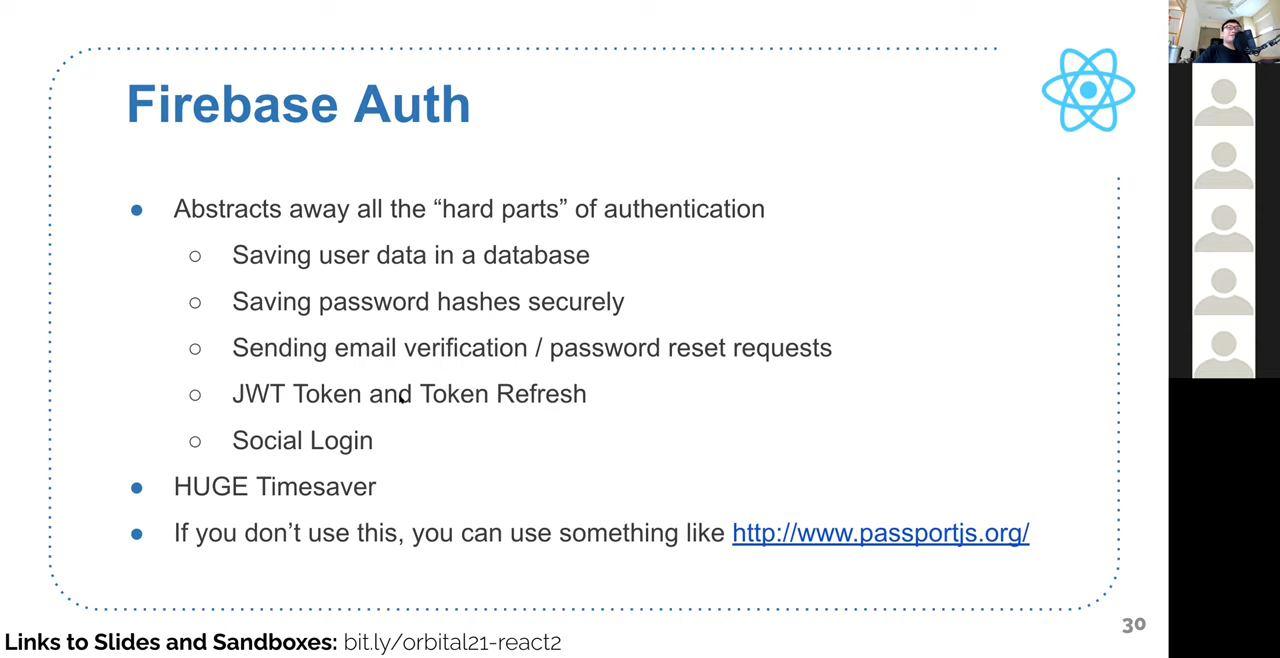 Firebase Auth
● Abstracts away all the “hard parts” of authentication
○ Saving user data in a database
○ Saving password hashes securely
○ Sending email verification / password reset requests
○ JWT Token and Token Refresh
○ Social Login
● HUGE Timesaver
● If you don’t use this, you can use something like http://www.passportjs.org/
30
Links to Slides and Sandboxes: bit.ly/orbital21-react2